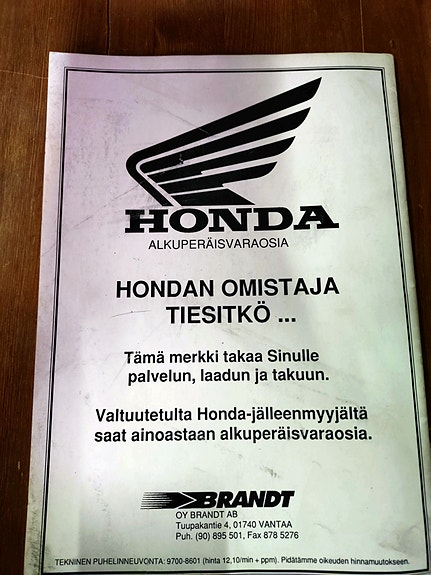 HONDA
ALKUPERÄISVARAOSIA
HONDAN OMISTAJA
TIESITKÖ ...
Tämä merkki takaa Sinulle
palvelun, laadun ja takuun.
Valtuutetulta Honda-jälleenmyyjältä
saat ainoastaan alkuperäisvaraosia.
BRANDT
OY BRANDT AB
Tuupakantie 4, 01740 VANTAA
Puh. (90) 895 501, Fax 878 5276
TEKNINEN PUHELINNEUVONTA: 9700-8601 (hinta 12,10/min + ppm). Pidätämme oikeuden hinnamuutokseen.